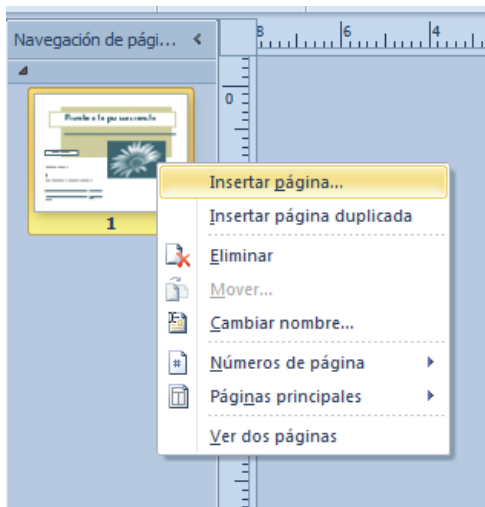 Navegación de pági...
8 6 4
0
1
Insertar página...
Insertar página duplicada
Eliminar
Mover...
Cambiar nombre...
Números de página
Páginas principales
Ver dos páginas